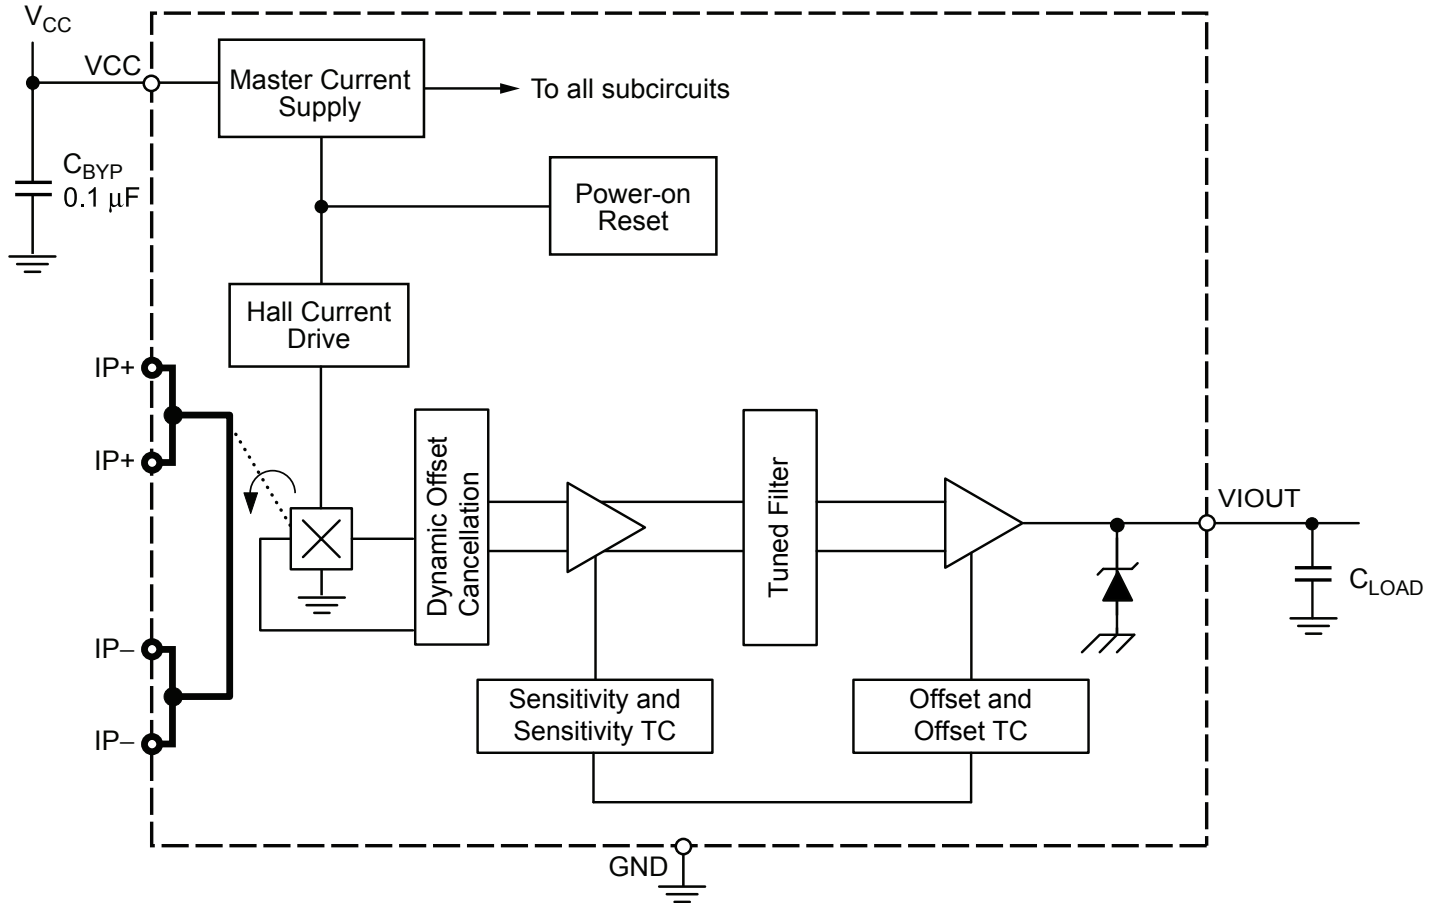 VCC
VCC
Master Current
Supply
To all subcircuits
CBYP
0.1 μF
Power-on
Reset
Hall Current
Drive
IP+
IP+
Dynamic Offset
Cancellation
Tuned Filter
VIOUT
CLOAD
IP–
IP–
Sensitivity and
Sensitivity TC
Offset and
Offset TC
GND